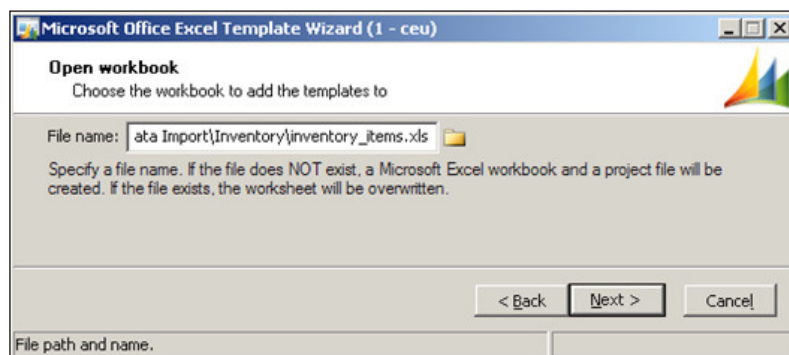 Microsoft Office Excel Template Wizard (1 - ceu)
Open workbook
Choose the workbook to add the templates to
File name: ata Import\Inventory\inventory_items.xls
Specify a file name. If the file does NOT exist, a Microsoft Excel workbook and a project file will be
created. If the file exists, the worksheet will be overwritten.
< Back Next > Cancel
File path and name.